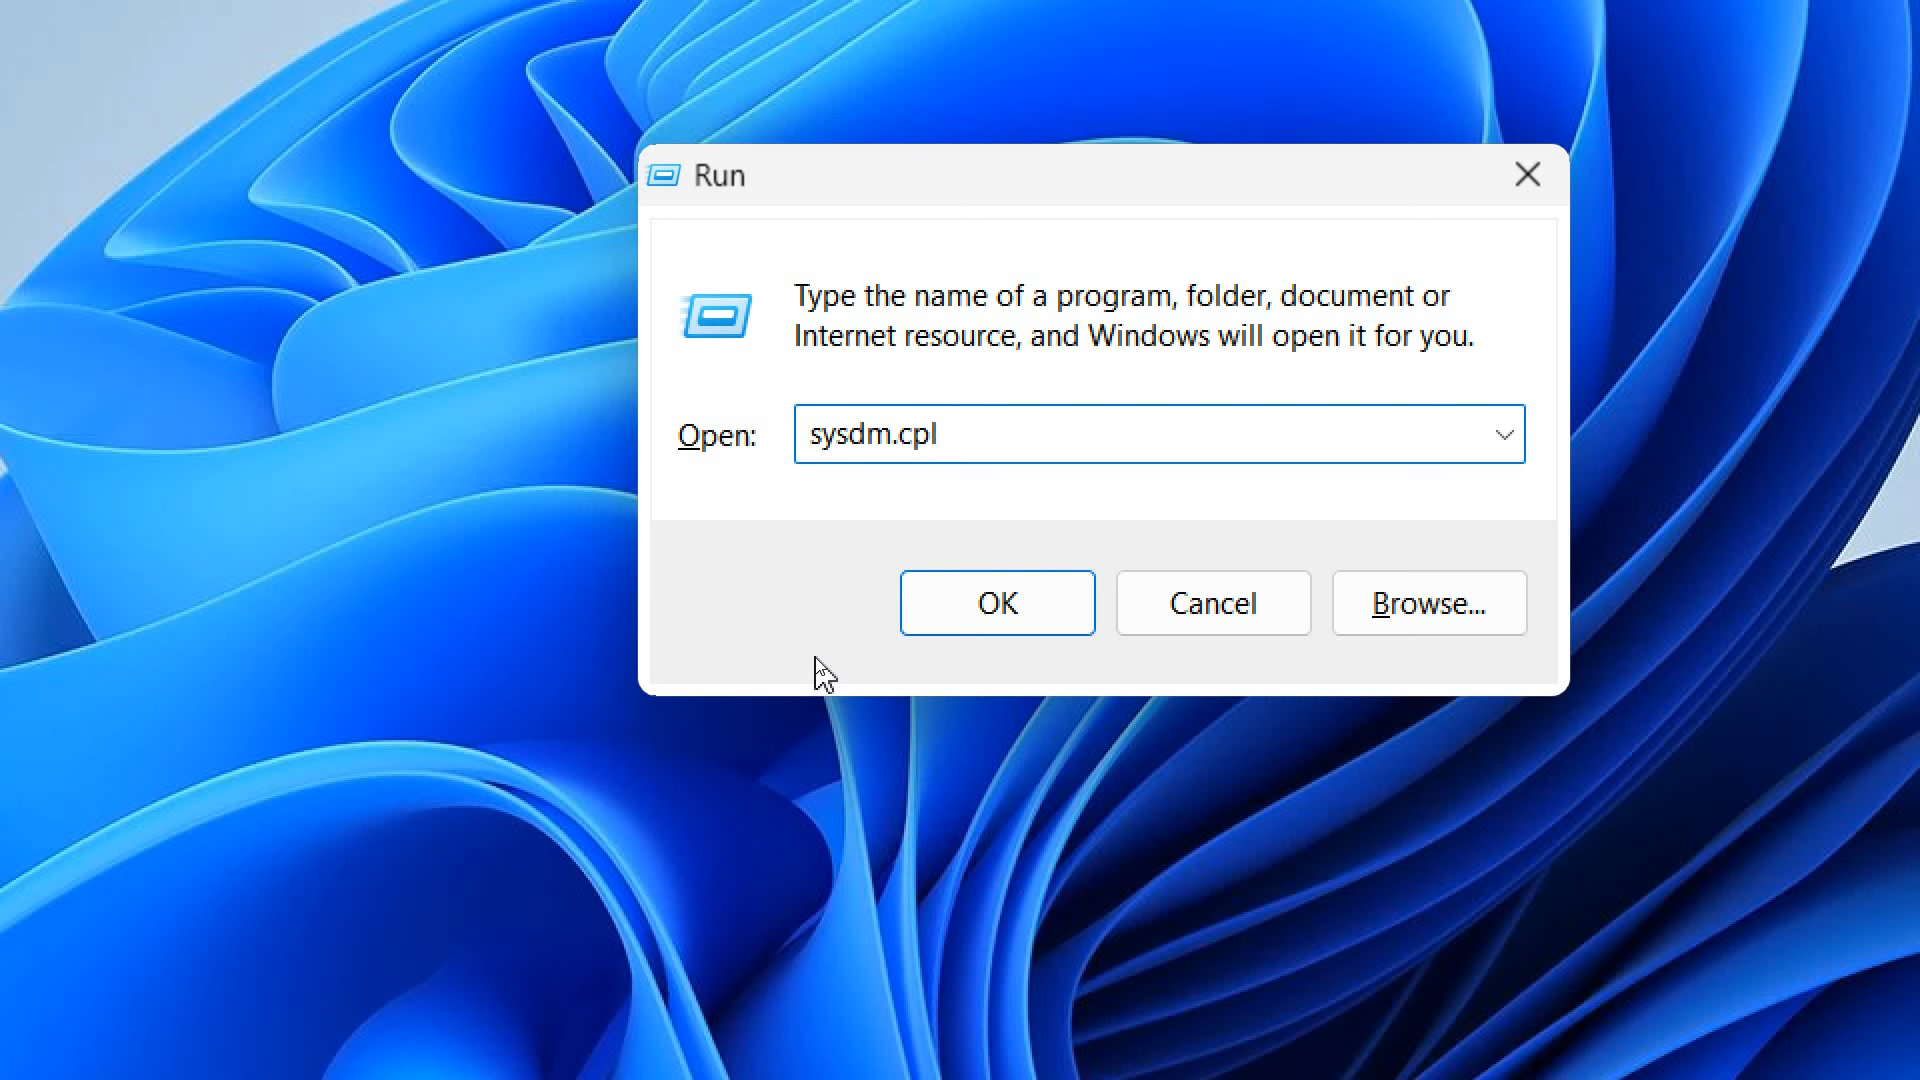 Run
Type the name of a program, folder, document or
Internet resource, and Windows will open it for you.
Open: sysdm.cpl
OK Cancel Browse...